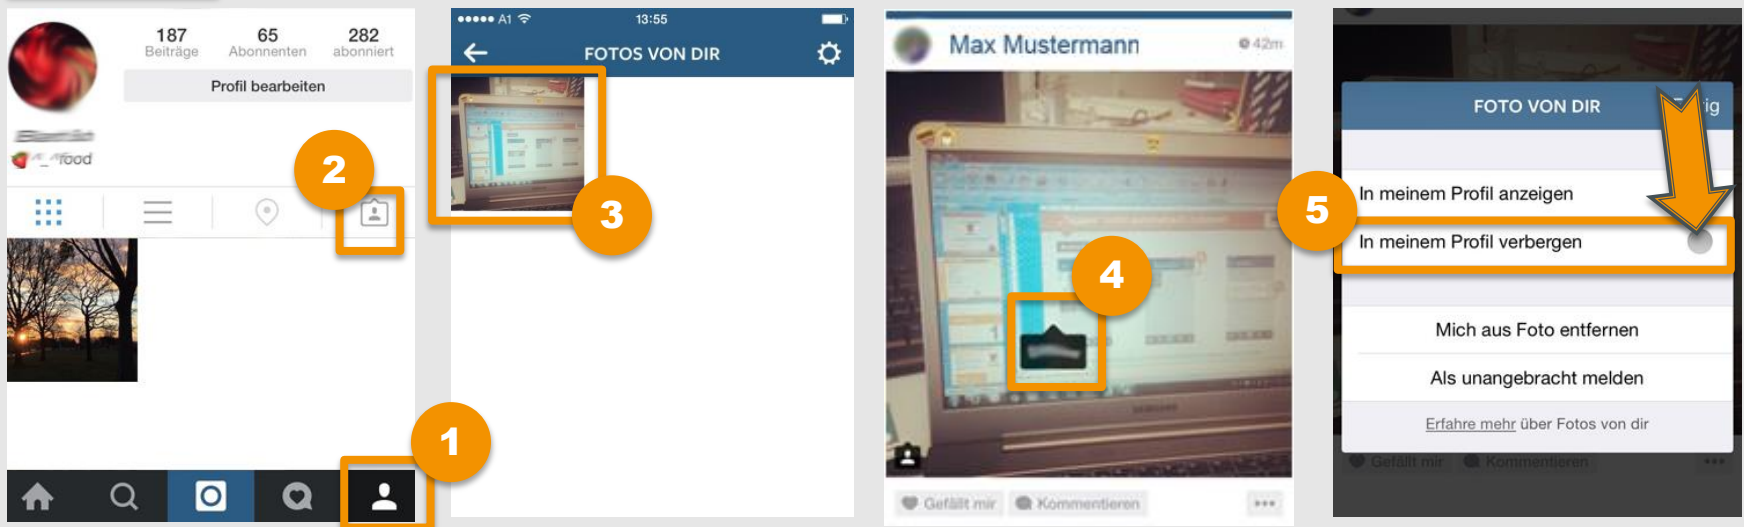 187 65 282
Beiträge Abonnenten abonniert
Profil bearbeiten
food
2
1
A1 13:55
FOTOS VON DIR
3
Max Mustermann 42m
4
Gefällt mir Kommentieren
FOTO VON DIR
In meinem Profil anzeigen
5
In meinem Profil verbergen
Mich aus Foto entfernen
Als unangebracht melden
Erfahre mehr über Fotos von dir
Gefällt mir Kommentieren